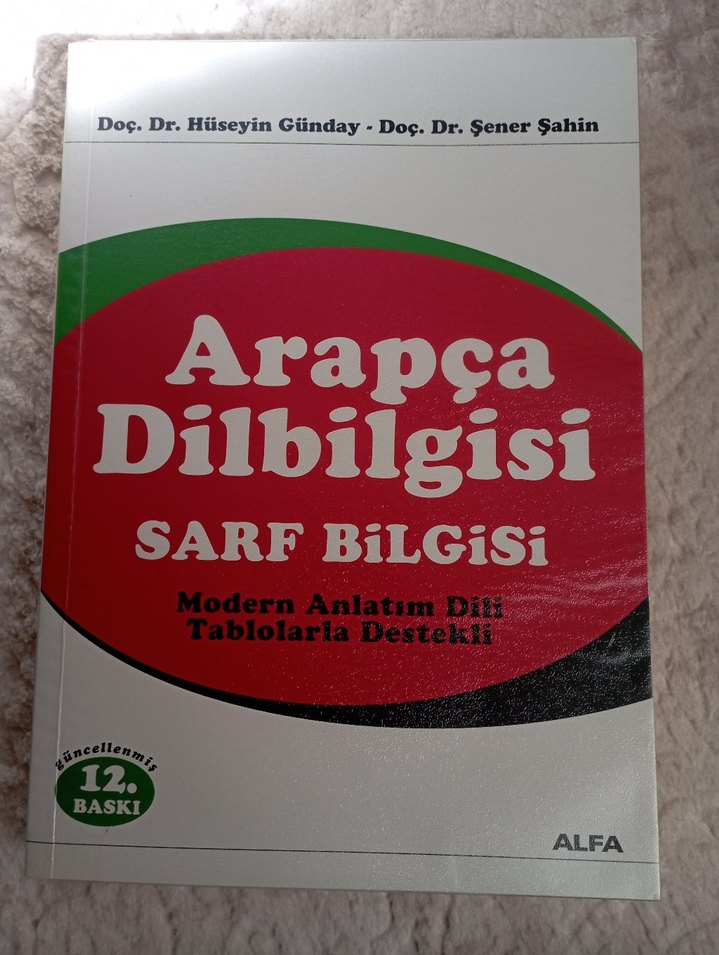 Doç. Dr. Hüseyin Günday - Doç. Dr. Şener Şahin
Arapça
Dilbilgisi
SARF BiLGiSi
Modern Anlatım Dili
Tablolarla Destekli
güncellenmiş
12.
BASKI
ALFA